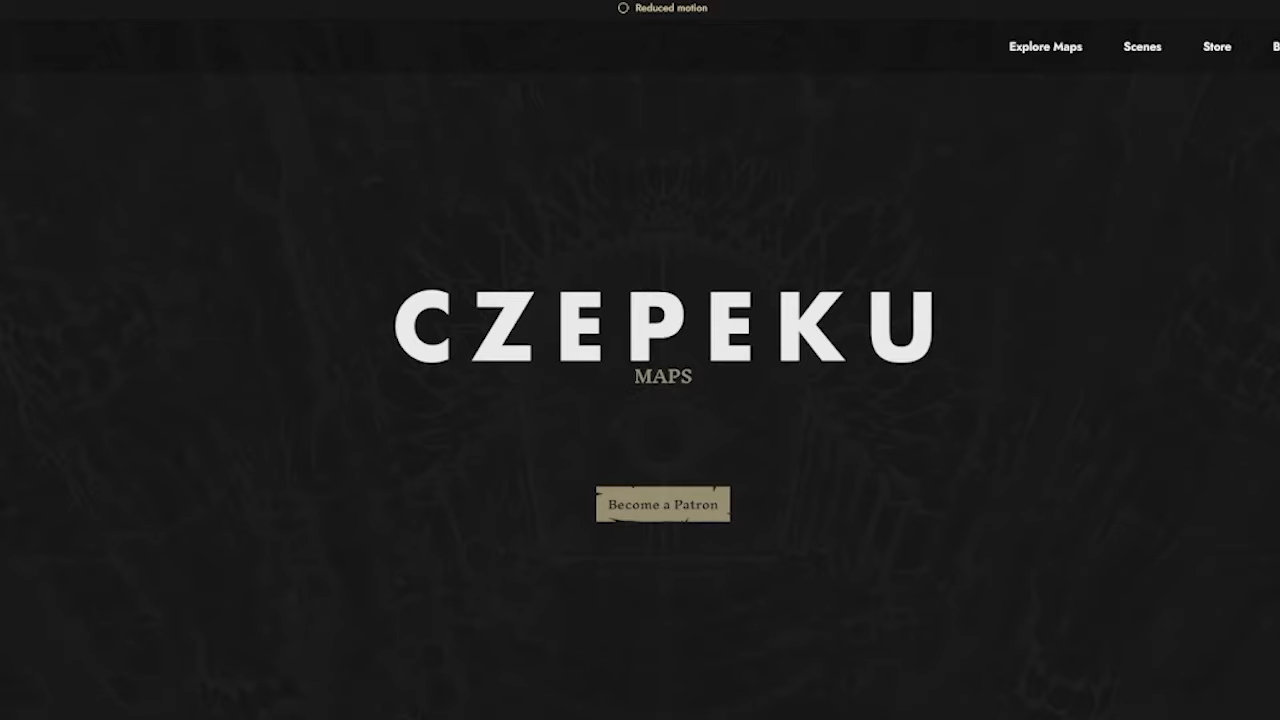 Reduced motion
Explore Maps Scenes Store B
CZEPEKU
MAPS
Become a Patron